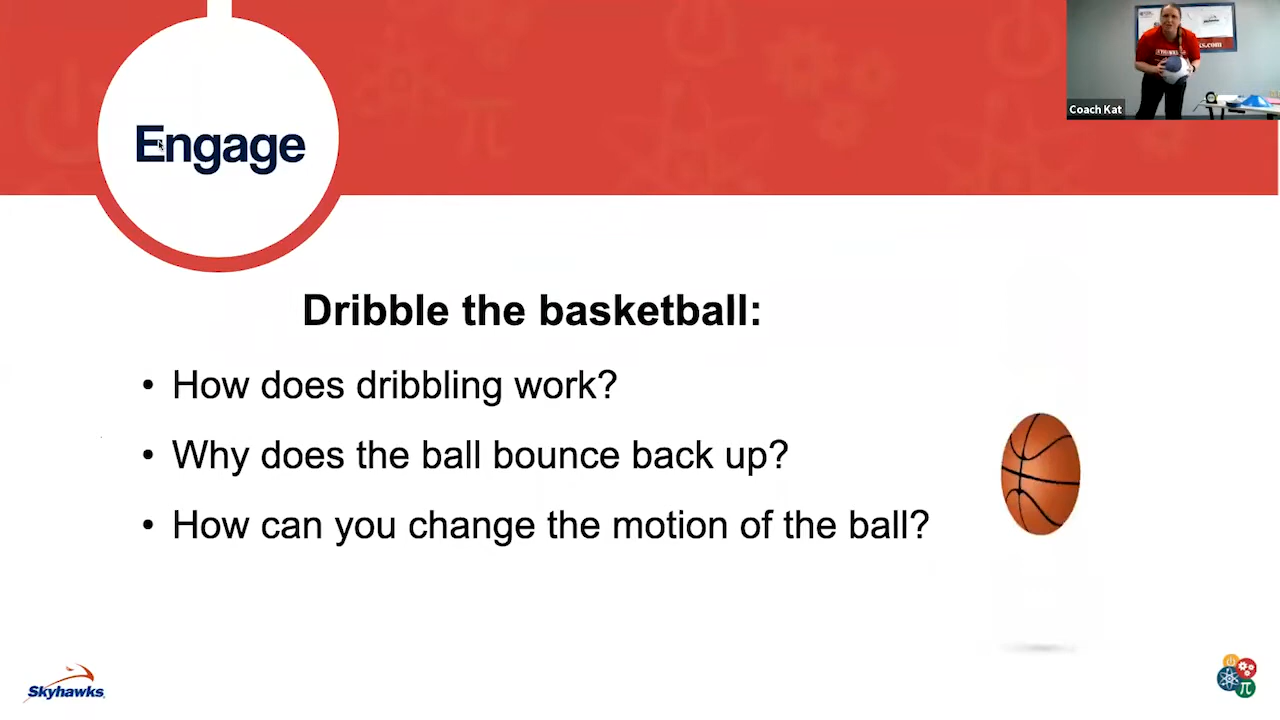 Engage
Coach Kat
Dribble the basketball:
• How does dribbling work?
• Why does the ball bounce back up?
• How can you change the motion of the ball?
Skyhawks
π